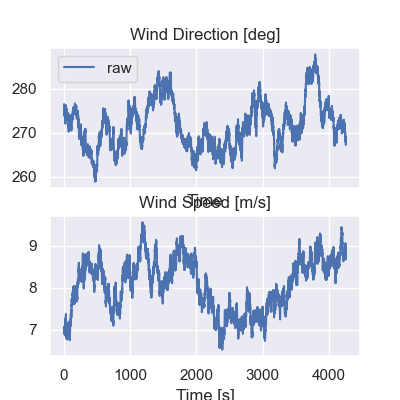 Wind Direction [deg]
raw
280
270
260
Time
Wind Speed [m/s]
9
8
7
0 1000 2000 3000 4000
Time [s]